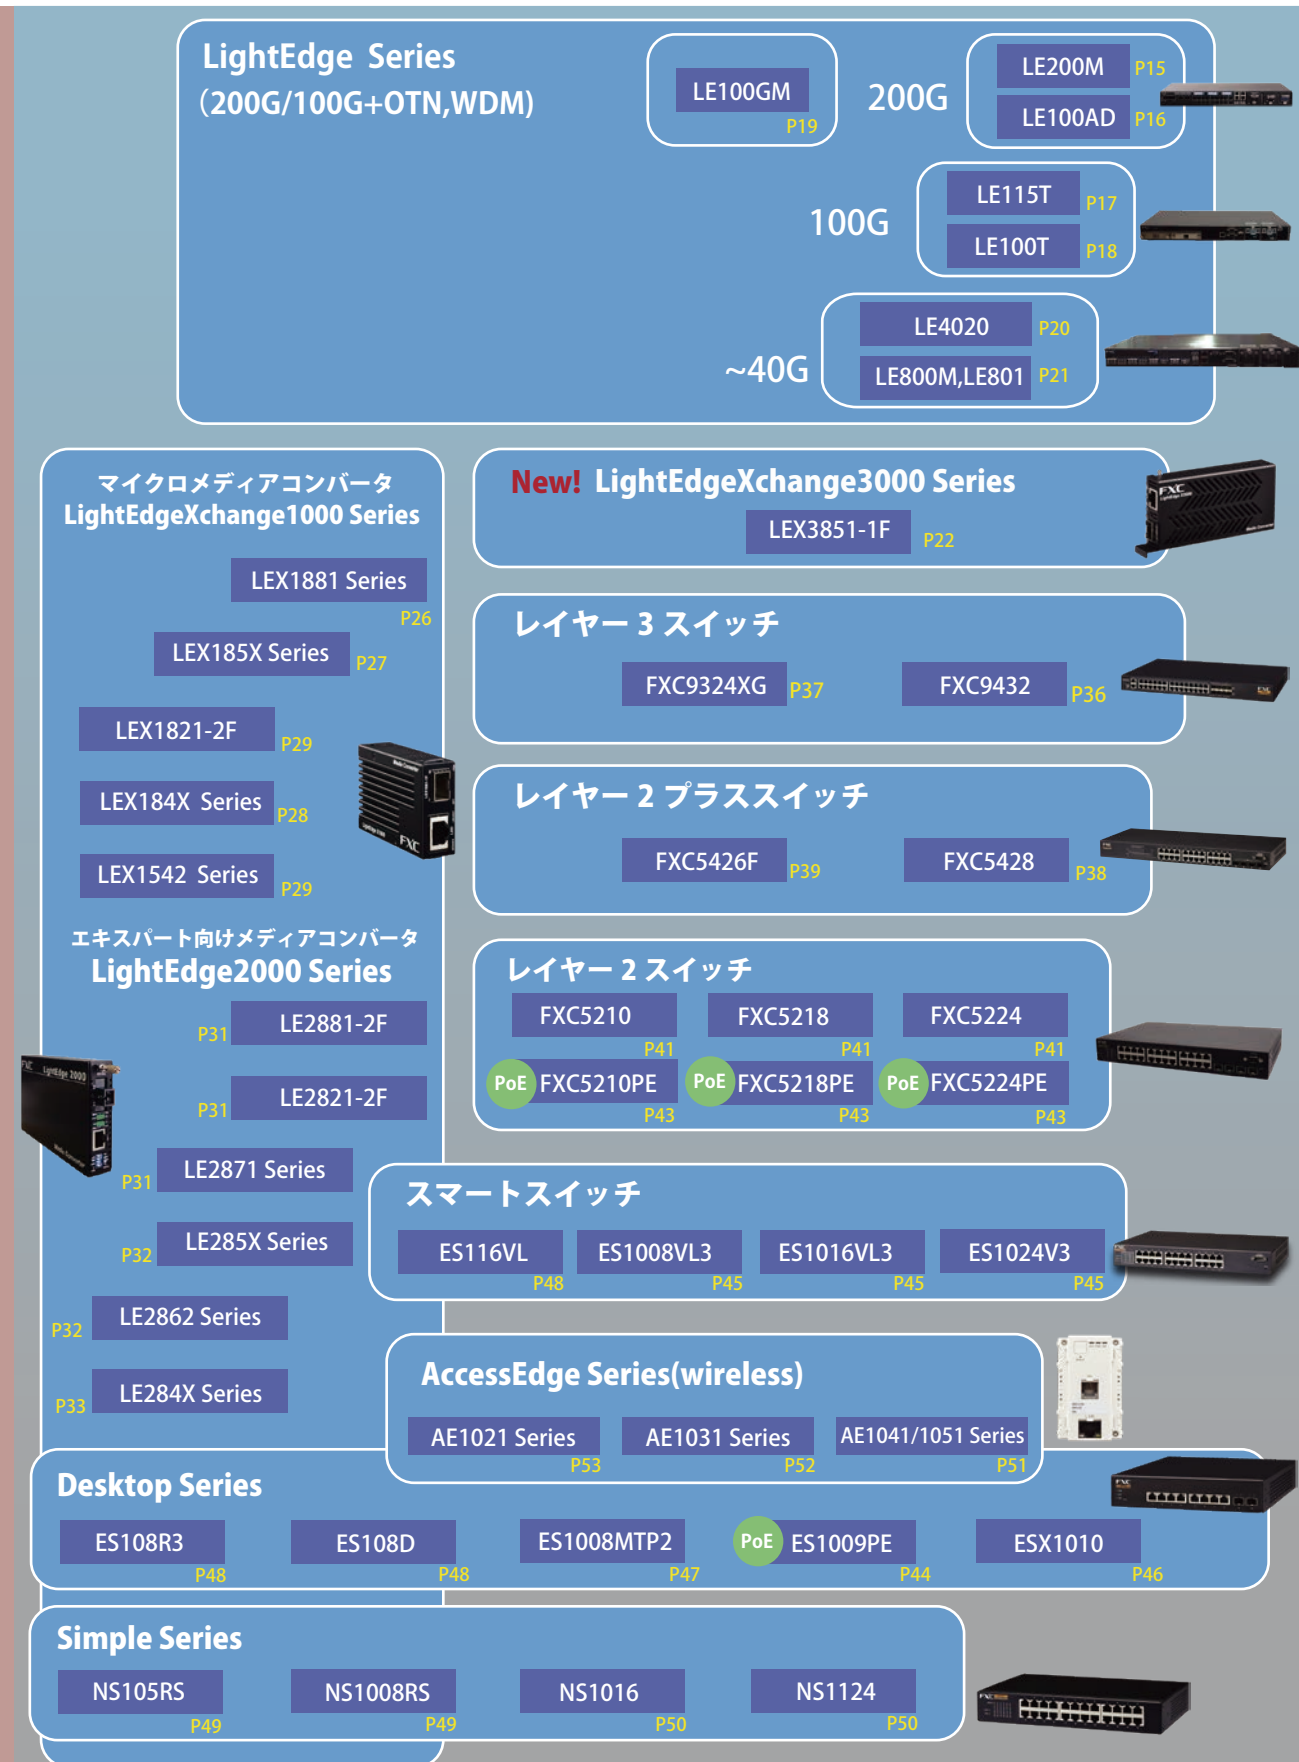 LightEdge Series
（200G/100G+OTN,WDM)
LE100GM
P19
200G
LE200M P15
LE100AD P16
100G
LE115T P17
LE100T P18
~40G
LE4020 P20
LE800M,LE801 P21
マイクロメディアコンバータ
LightEdgeXchange1000 Series
LEX1881 Series
P26
LEX185X Series P27
LEX1821-2F P29
LEX184X Series P28
LEX1542 Series P29
エキスパート向けメディアコンバータ
LightEdge2000 Series
P31 LE2881-2F
P31 LE2821-2F
P31 LE2871 Series
P32 LE285X Series
P32 LE2862 Series
P33 LE284X Series
FXC LightEdge 2000
Media Converter
New! LightEdgeXchange3000 Series
LEX3851-1F P22
FXC
Media Converter
レイヤー 3 スイッチ
FXC9324XG P37 FXC9432 P36
レイヤー 2 プラススイッチ
FXC5426F P39 FXC5428 P38
レイヤー 2 スイッチ
FXC5210 FXC5218 FXC5224
P41 P41 P41
PoE FXC5210PE PoE FXC5218PE PoE FXC5224PE
P43 P43 P43
スマートスイッチ
ES116VL ES1008VL3 ES1016VL3 ES1024V3
P48 P45 P45 P45
AccessEdge Series(wireless)
AE1021 Series AE1031 Series AE1041/1051 Series
P53 P52 P51
Desktop Series
ES108R3 ES108D ES1008MTP2 PoE ES1009PE ESX1010
P48 P48 P47 P44 P46
Simple Series
NS105RS NS1008RS NS1016 NS1124
P49 P49 P50 P50
FXC